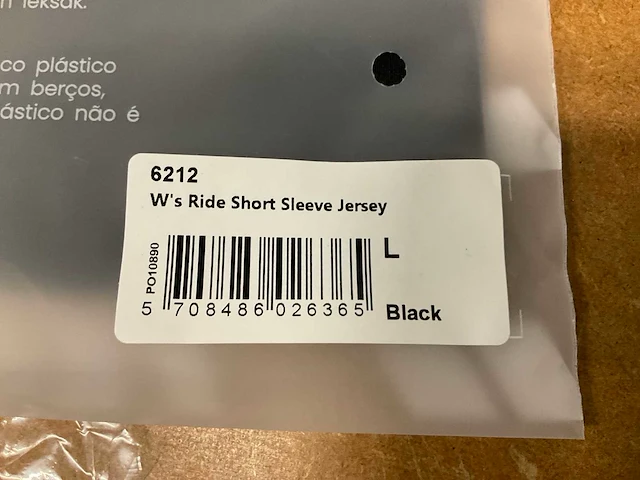 leksak.
co plástico
m berços,
ástico não é
6212
W's Ride Short Sleeve Jersey
PO10890
L
5 708486 026365
Black